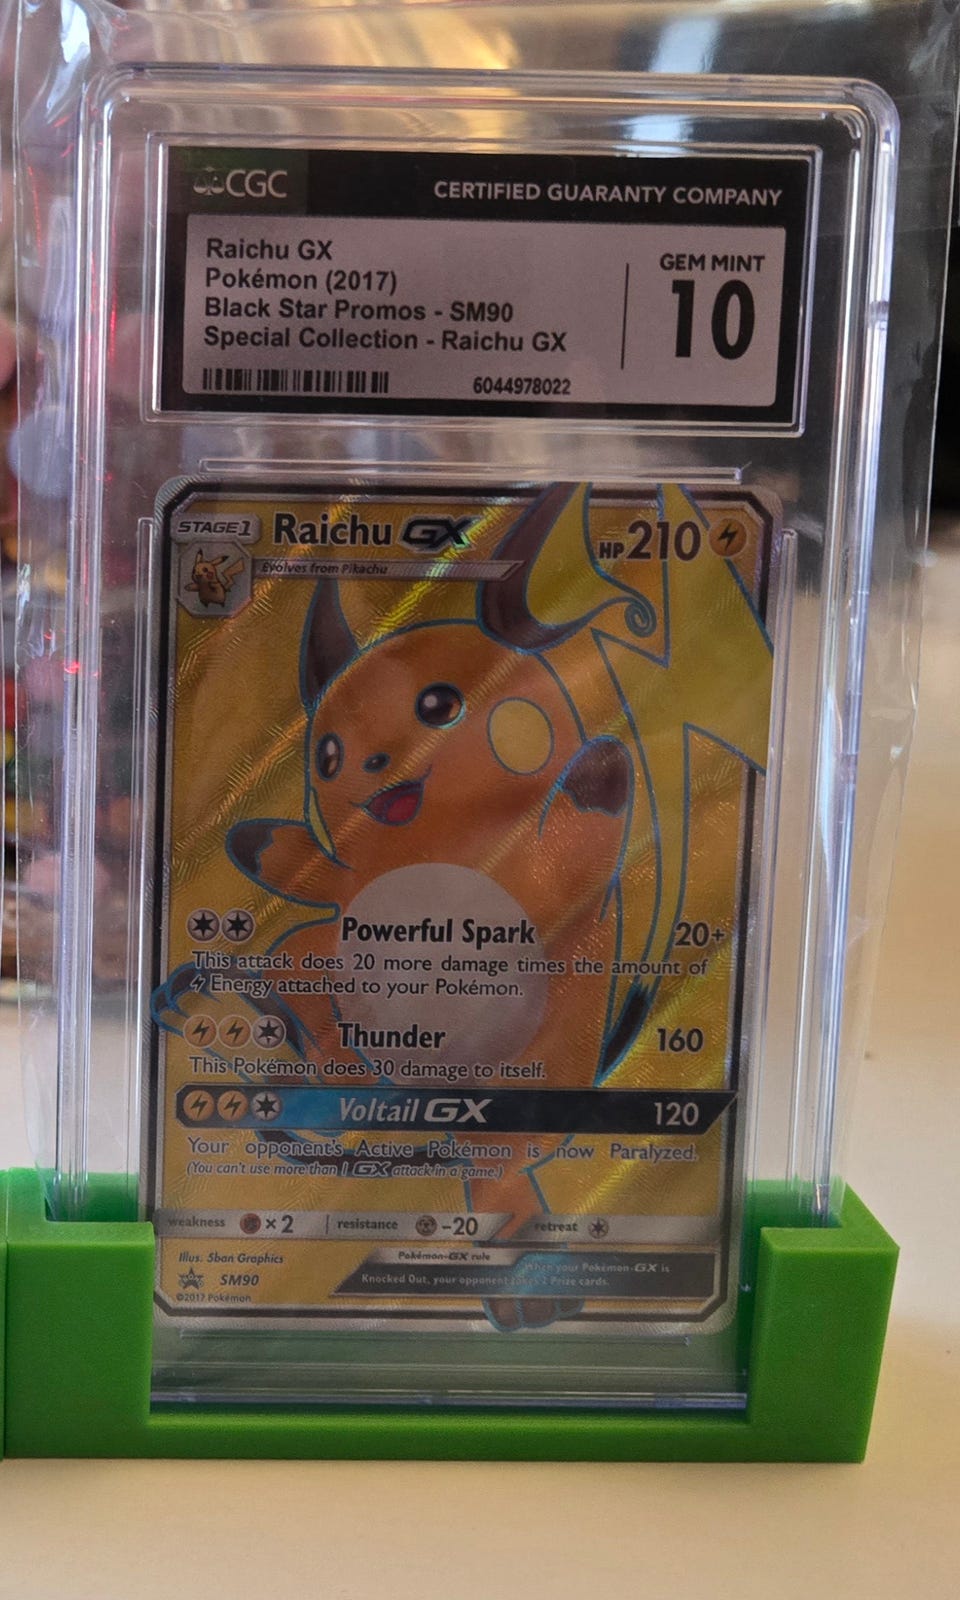 CGC
CERTIFIED GUARANTY COMPANY
Raichu GX
Pokémon (2017)
Black Star Promos - SM90
Special Collection - Raichu GX
GEM MINT
10
6044978022
STAGE1 Raichu GX HP210
Evolves from Pikachu
Powerful Spark 20+
This attack does 20 more damage times the amount of
Energy attached to your Pokémon.
Thunder 160
This Pokémon does 30 damage to itself.
Voltail GX 120
Your opponent's Active Pokémon is now Paralyzed.
(You can't use more than 1 GX attack in a game.)
weakness ×2 resistance -20 retreat
Illus. 5ban Graphics
SM90
©2017 Pokémon
Pokémon-GX rule
When your Pokémon-GX is
Knocked Out, your opponent takes 2 Prize cards.